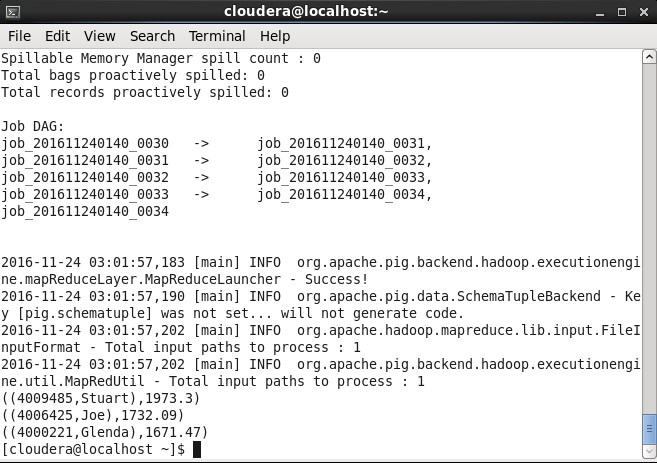 cloudera@localhost:~
File Edit View Search Terminal Help
Spillable Memory Manager spill count : 0
Total bags proactively spilled: 0
Total records proactively spilled: 0
Job DAG:
job_201611240140_0030   ->      job_201611240140_0031,
job_201611240140_0031   ->      job_201611240140_0032,
job_201611240140_0032   ->      job_201611240140_0033,
job_201611240140_0033   ->      job_201611240140_0034,
job_201611240140_0034
2016-11-24 03:01:57,183 [main] INFO  org.apache.pig.backend.hadoop.executionengi
ne.mapReduceLayer.MapReduceLauncher - Success!
2016-11-24 03:01:57,190 [main] INFO  org.apache.pig.data.SchemaTupleBackend - Ke
y [pig.schematuple] was not set... will not generate code.
2016-11-24 03:01:57,202 [main] INFO  org.apache.hadoop.mapreduce.lib.input.FileI
nputFormat - Total input paths to process : 1
2016-11-24 03:01:57,202 [main] INFO  org.apache.pig.backend.hadoop.executionengi
ne.util.MapRedUtil - Total input paths to process : 1
((4009485,Stuart),1973.3)
((4006425,Joe),1732.09)
((4000221,Glenda),1671.47)
[cloudera@localhost ~]$